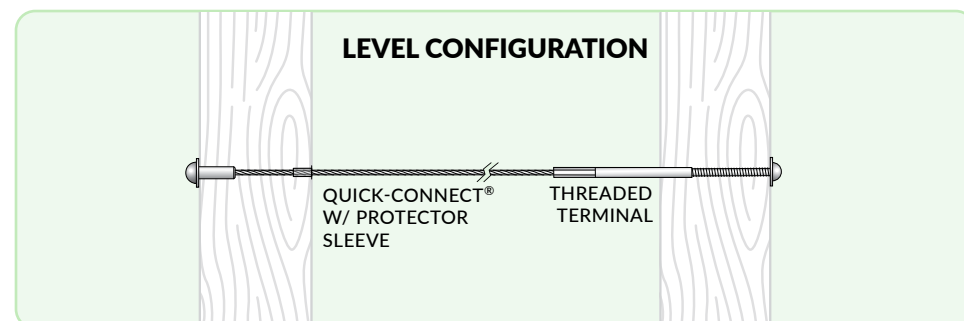 LEVEL CONFIGURATION
QUICK-CONNECT®
W/ PROTECTOR
SLEEVE
THREADED
TERMINAL